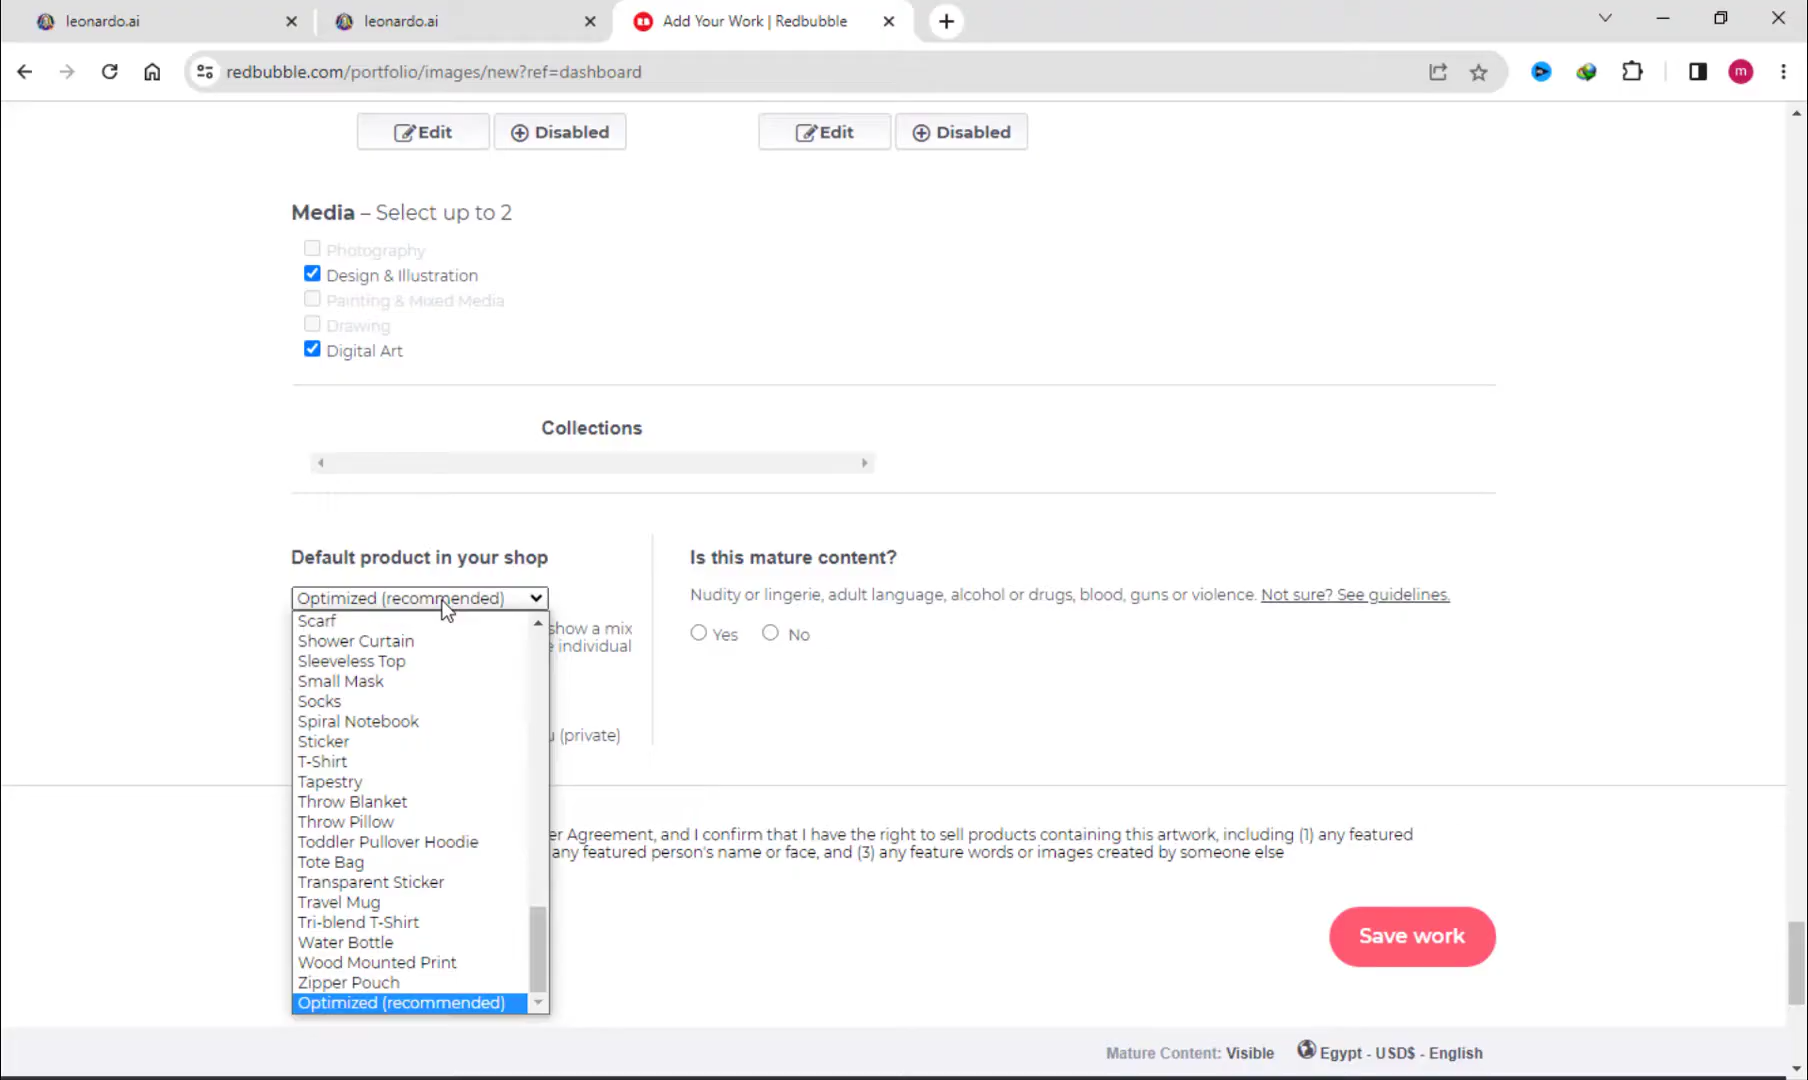 leonardo.ai
leonardo.ai
Add Your Work | Redbubble
redbubble.com/portfolio/images/new?ref=dashboard
m
Edit
Disabled
Edit
Disabled
Media – Select up to 2
Photography
Design & Illustration
Painting & Mixed Media
Drawing
Digital Art
Collections
Default product in your shop
Optimized (recommended)
Scarf
Shower Curtain
Sleeveless Top
Small Mask
Socks
Spiral Notebook
Sticker
T-Shirt
Tapestry
Throw Blanket
Throw Pillow
Toddler Pullover Hoodie
Tote Bag
Transparent Sticker
Travel Mug
Tri-blend T-Shirt
Water Bottle
Wood Mounted Print
Zipper Pouch
Optimized (recommended)
show a mix
individual
(private)
Is this mature content?
Nudity or lingerie, adult language, alcohol or drugs, blood, guns or violence. Not sure? See guidelines.
Yes No
Agreement, and I confirm that I have the right to sell products containing this artwork, including (1) any featured
any featured person's name or face, and (3) any feature words or images created by someone else
Save work
Mature Content: Visible
Egypt - USD$ - English